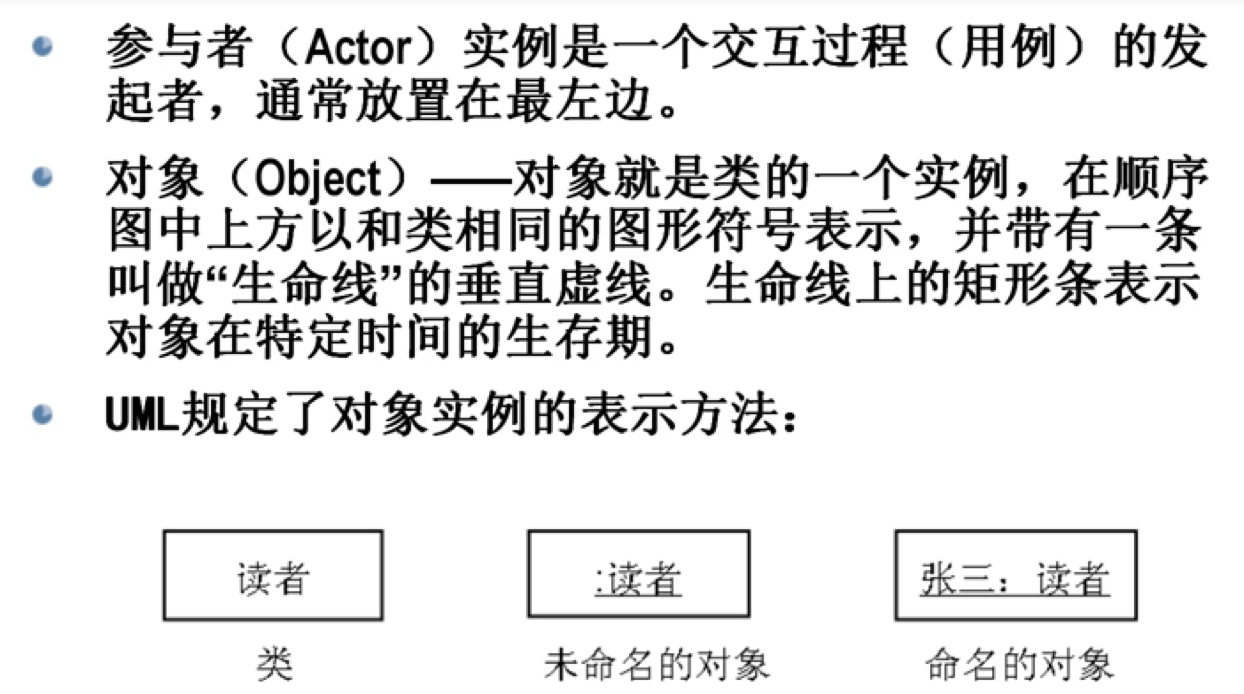 参与者（Actor）实例是一个交互过程（用例）的发
起者，通常放置在最左边。
对象（Object）——对象就是类的一个实例，在顺序
图中上方以和类相同的图形符号表示，并带有一条
叫做“生命线”的垂直虚线。生命线上的矩形条表示
对象在特定时间的生存期。
UML规定了对象实例的表示方法：
读者 :读者 张三：读者
类 未命名的对象 命名的对象